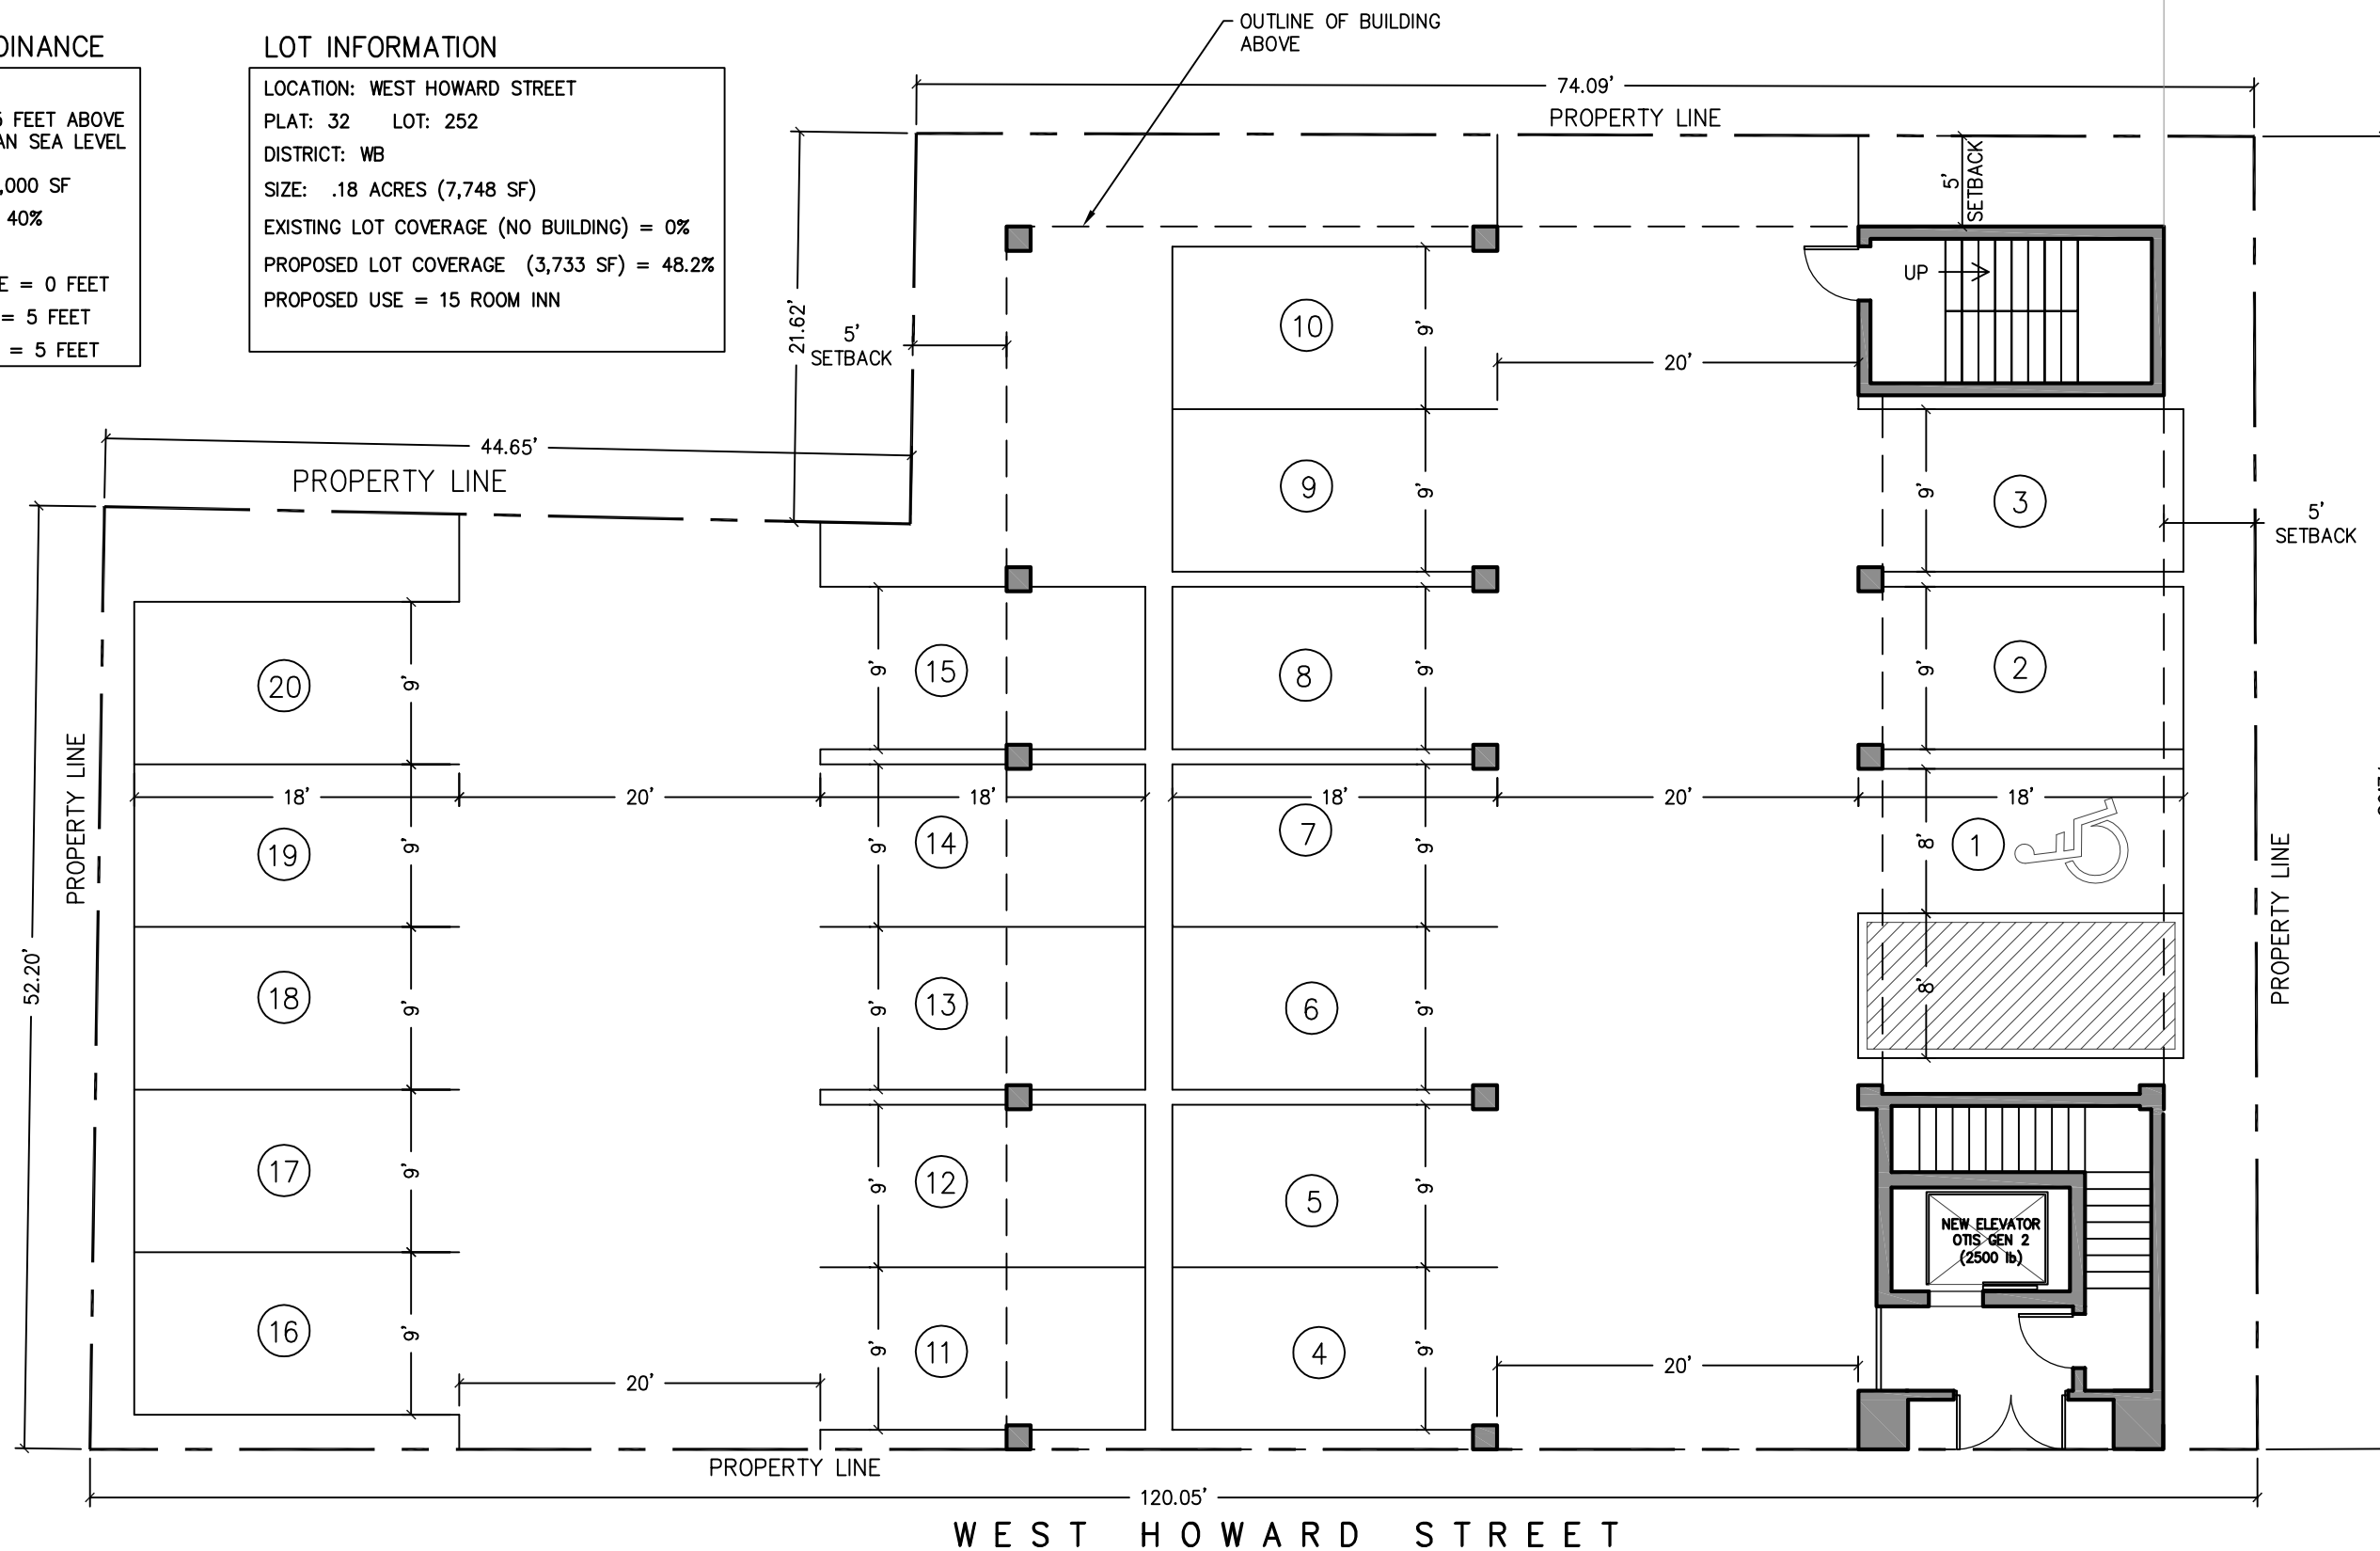 DINANCE
FEET ABOVE
AN SEA LEVEL
,000 SF
40%
E = 0 FEET
= 5 FEET
= 5 FEET
LOT INFORMATION
LOCATION: WEST HOWARD STREET
PLAT: 32 LOT: 252
DISTRICT: WB
SIZE: .18 ACRES (7,748 SF)
EXISTING LOT COVERAGE (NO BUILDING) = 0%
PROPOSED LOT COVERAGE (3,733 SF) = 48.2%
PROPOSED USE = 15 ROOM INN
OUTLINE OF BUILDING
ABOVE
74.09'
PROPERTY LINE
5'
SETBACK
UP
21.62'
5'
SETBACK
10
9'
20'
44.65'
PROPERTY LINE
9
9'
3
9'
5'
SETBACK
20
9'
15
9'
8
9'
2
9'
PROPERTY LINE
18'
20'
18'
18'
20'
18'
19
9'
14
9'
7
9'
1
8'
PROPERTY LINE
52.20'
18
9'
13
9'
6
9'
8'
17
9'
12
9'
5
9'
NEW ELEVATOR
OTIS GEN 2
(2500 lb)
16
9'
11
9'
4
9'
20'
20'
PROPERTY LINE
120.05'
WEST HOWARD STREET